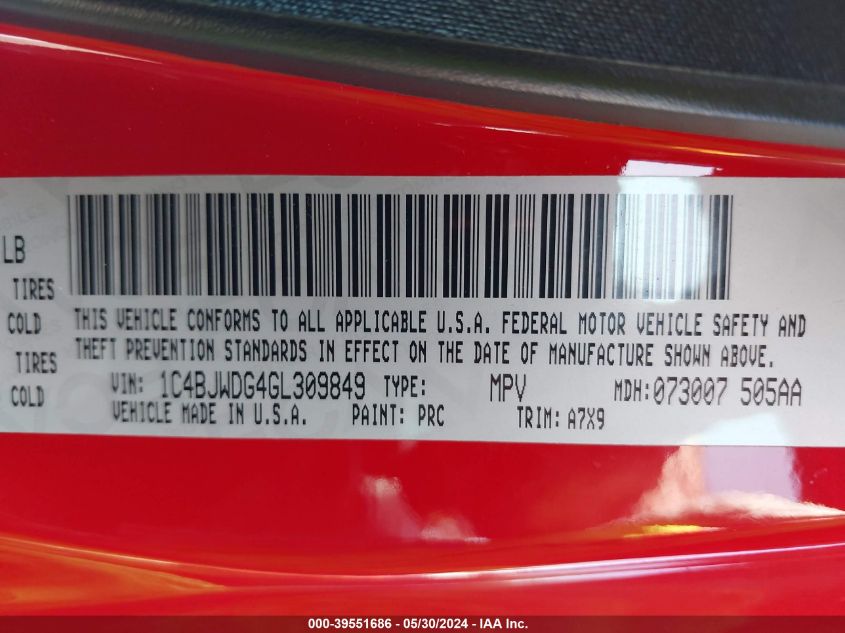 LB
TIRES
COLD
TIRES
COLD
THIS VEHICLE CONFORMS TO ALL APPLICABLE U.S.A. FEDERAL MOTOR VEHICLE SAFETY AND
THEFT PREVENTION STANDARDS IN EFFECT ON THE DATE OF MANUFACTURE SHOWN ABOVE.
VIN: 1C4BJWDG4GL309849 TYPE: MPV MDH:073007 505AA
VEHICLE MADE IN U.S.A. PAINT: PRC TRIM: A7X9
000-39551686 / 05/30/2024 - IAA Inc.